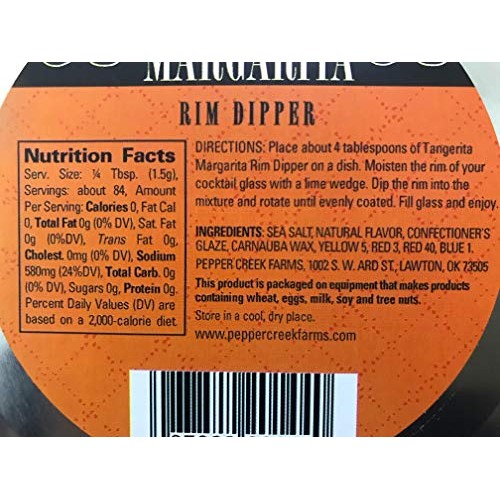 MARGARITA
RIM DIPPER
Nutrition Facts
Serv. Size: ¼ Tbsp. (1.5g),
Servings: about 84, Amount
Per Serving: Calories 0, Fat Cal
0, Total Fat 0g (0% DV), Sat. Fat
0g (0%DV), Trans Fat 0g,
Cholest. 0mg (0% DV), Sodium
580mg (24%DV), Total Carb. 0g
(0% DV), Sugars 0g, Protein 0g.
Percent Daily Values (DV) are
based on a 2,000-calorie diet.
DIRECTIONS: Place about 4 tablespoons of Tangerita
Margarita Rim Dipper on a dish. Moisten the rim of your
cocktail glass with a lime wedge. Dip the rim into the
mixture and rotate until evenly coated. Fill glass and enjoy.
INGREDIENTS: SEA SALT, NATURAL FLAVOR, CONFECTIONER'S
GLAZE, CARNAUBA WAX, YELLOW 5, RED 3, RED 40, BLUE 1.
PEPPER CREEK FARMS, 1002 S. W. ARD ST., LAWTON, OK 73505
This product is packaged on equipment that makes products
containing wheat, eggs, milk, soy and tree nuts.
Store in a cool, dry place.
www.peppercreekfarms.com